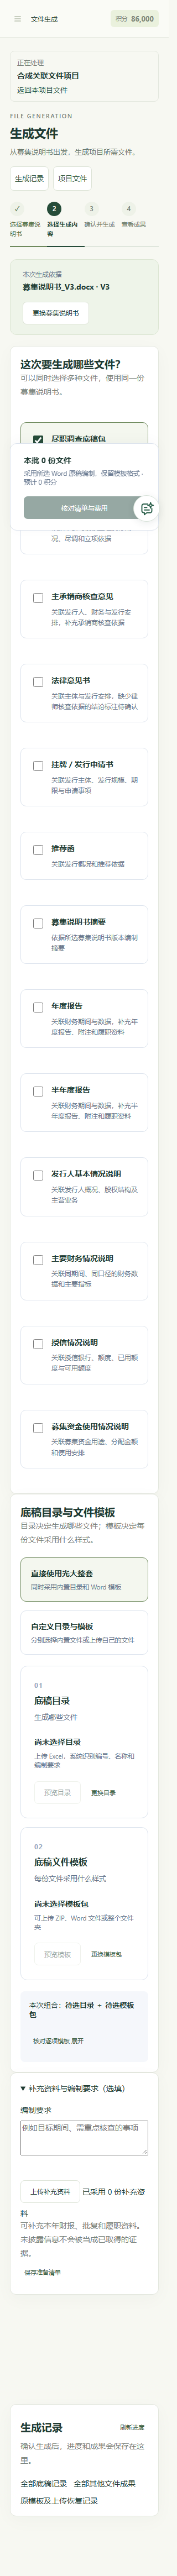 文件生成
积分 86,000
正在处理
合成关联文件项目
返回本项目文件
FILE GENERATION
生成文件
从募集说明书出发，生成项目所需文件。
生成记录
项目文件
✓
2
3
4
选择募集说明书
选择生成内容
确认并生成
查看成果
本次生成依据
募集说明书_V3.docx · V3
更换募集说明书
这次要生成哪些文件？
可以同时选择多种文件，使用同一份
募集说明书。
尽职调查底稿包
本批 0 份文件
采用所选 Word 原稿编制，保留模板格式 ·
预计 0 积分
核对清单与费用
况、尽调和立项依据
主承销商核查意见
关联发行人、财务与发行安
排，补充承销商核查依据
法律意见书
关联主体与发行安排，缺少律
师核查依据的结论标注待确认
挂牌 / 发行申请书
关联发行主体、发行规模、期
限与申请事项
推荐函
关联发行概况和推荐依据
募集说明书摘要
依据所选募集说明书版本编制
摘要
年度报告
关联财务期间与数据，补充年
度报告、附注和履职资料
半年度报告
关联财务期间与数据，补充半
年度报告、附注和履职资料
发行人基本情况说明
关联发行人概况、股权结构及
主营业务
主要财务情况说明
关联同期间、同口径的财务数
据和主要指标
授信情况说明
关联授信银行、额度、已用额
度与可用额度
募集资金使用情况说明
关联募集资金用途、分配金额
和使用安排
底稿目录与文件模板
目录决定生成哪些文件；模板决定每
份文件采用什么样式。
直接使用光大整套
同时采用内置目录和 Word 模板
自定义目录与模板
分别选择内置文件或上传自己的文件
01
底稿目录
生成哪些文件
尚未选择目录
上传 Excel，系统识别编号、名称和
编制要求
预览目录
更换目录
02
底稿文件模板
每份文件采用什么样式
尚未选择模板包
可上传 ZIP、Word 文件或整个文件
夹
预览模板
更换模板包
本次组合：待选目录 + 待选模板
包
核对逐项模板 展开
▼ 补充资料与编制要求（选填）
编制要求
例如目标期间、需重点核查的事项
上传补充资料
已采用 0 份补充资
料
可补充本年财报、批复和履职资料。
未披露信息不会被当成已取得的证
据。
保存准备清单
生成记录
刷新进度
确认生成后，进度和成果会保存在这
里。
全部底稿记录
全部其他文件成果
原模板及上传恢复记录